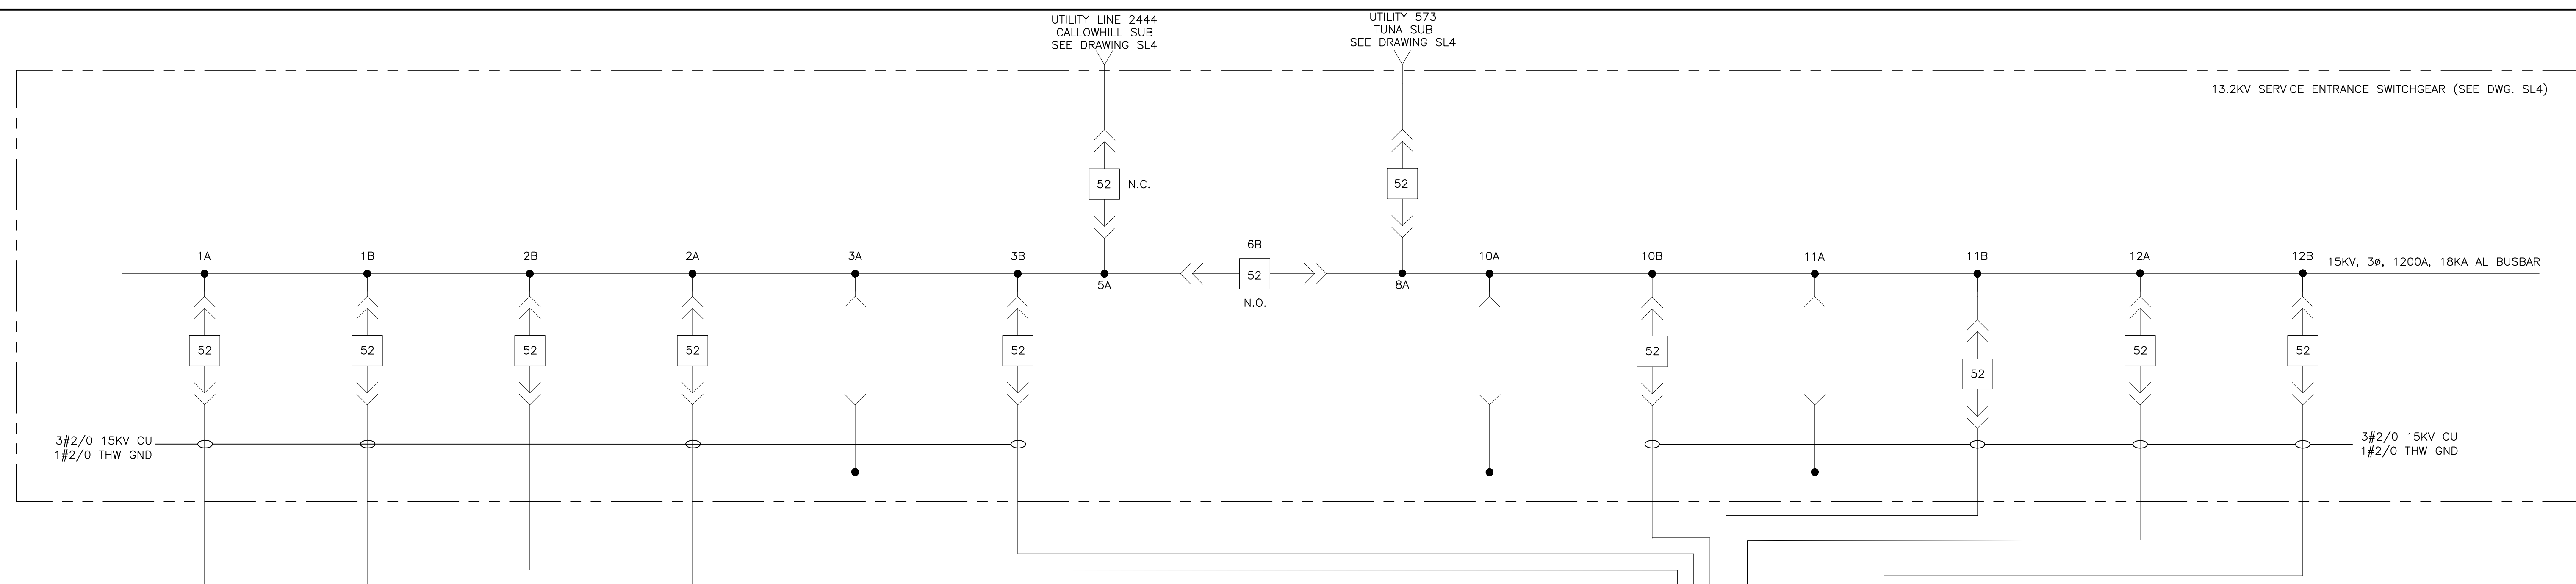 UTILITY LINE 2444
CALLOWHILL SUB
SEE DRAWING SL4
UTILITY 573
TUNA SUB
SEE DRAWING SL4
13.2KV SERVICE ENTRANCE SWITCHGEAR (SEE DWG. SL4)
52
N.C.
52
1A
1B
2B
2A
3A
3B
5A
6B
52
N.O.
8A
10A
10B
11A
11B
12A
12B
15KV, 3ø, 1200A, 18KA AL BUSBAR
52
52
52
52
52
52
52
52
52
3#2/0 15KV CU
1#2/0 THW GND
3#2/0 15KV CU
1#2/0 THW GND